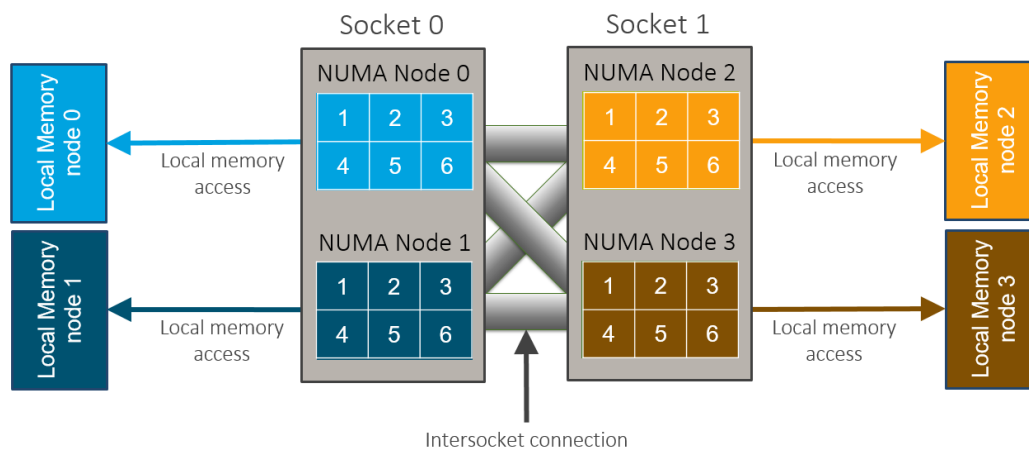 Socket 0
Socket 1
Local Memory
node 0
Local memory
access
NUMA Node 0
1 2 3
4 5 6
NUMA Node 2
1 2 3
4 5 6
Local memory
access
Local Memory
node 2
Local Memory
node 1
Local memory
access
NUMA Node 1
1 2 3
4 5 6
NUMA Node 3
1 2 3
4 5 6
Local memory
access
Local Memory
node 3
Intersocket connection